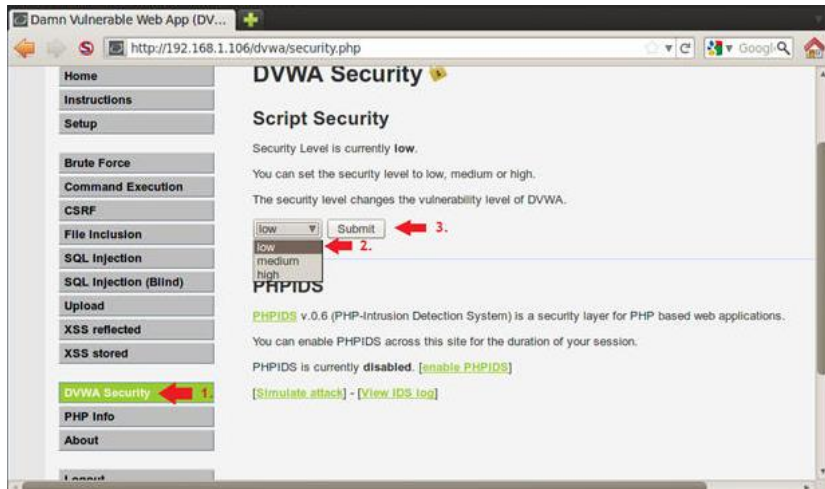 Damn Vulnerable Web App (DV...
http://192.168.1.106/dvwa/security.php
Googl
Home
Instructions
Setup
Brute Force
Command Execution
CSRF
File Inclusion
SQL Injection
SQL Injection (Blind)
Upload
XSS reflected
XSS stored
DVWA Security
1.
PHP Info
About
Logout
DVWA Security
Script Security
Security Level is currently low.
You can set the security level to low, medium or high.
The security level changes the vulnerability level of DVWA.
low
Submit
3.
low
2.
medium
high
PHPIDS
PHPIDS v.0.6 (PHP-Intrusion Detection System) is a security layer for PHP based web applications.
You can enable PHPIDS across this site for the duration of your session.
PHPIDS is currently disabled. [enable PHPIDS]
[Simulate attack] - [View IDS log]